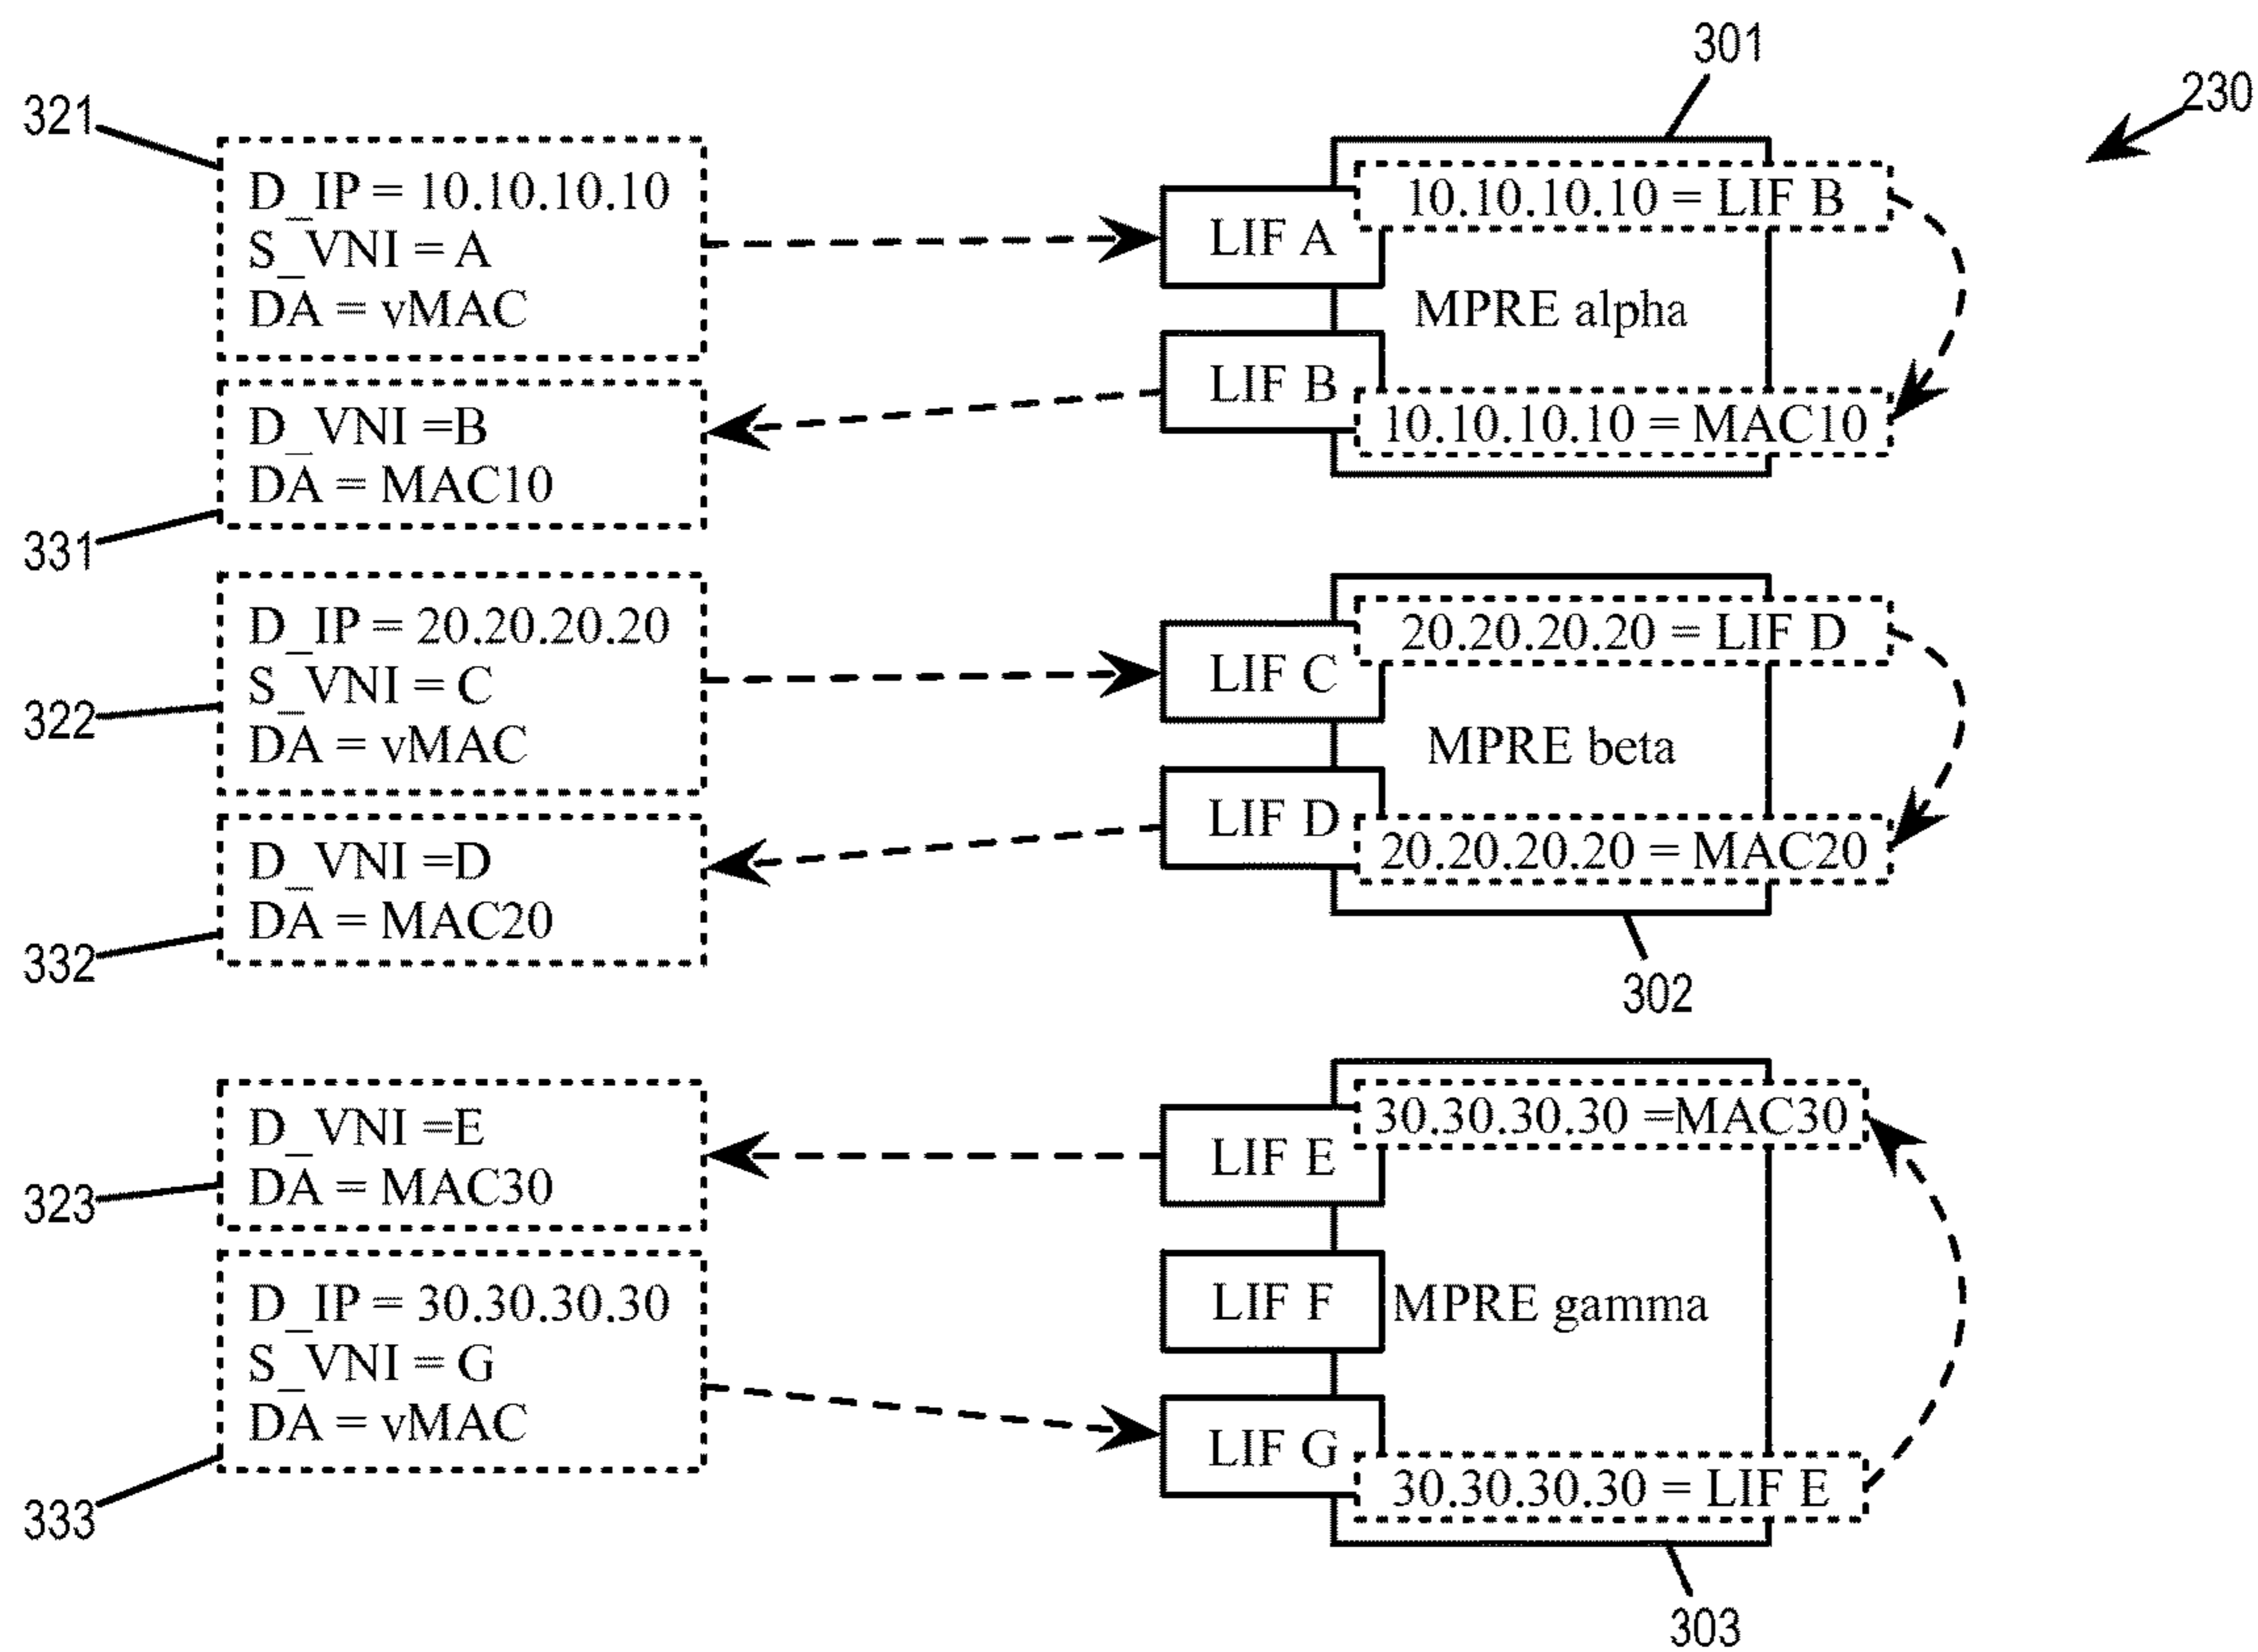 301
230
321
D_IP = 10.10.10.10
S_VNI = A
DA = vMAC
LIF A
10.10.10.10 = LIF B
MPRE alpha
LIF B
10.10.10.10 = MAC10
D_VNI =B
DA = MAC10
331
D_IP = 20.20.20.20
S_VNI = C
DA = vMAC
322
LIF C
20.20.20.20 = LIF D
MPRE beta
LIF D
20.20.20.20 = MAC20
D_VNI =D
DA = MAC20
332
302
D_VNI =E
DA = MAC30
323
LIF E
30.30.30.30 =MAC30
LIF F
MPRE gamma
D_IP = 30.30.30.30
S_VNI = G
DA = vMAC
333
LIF G
30.30.30.30 = LIF E
303